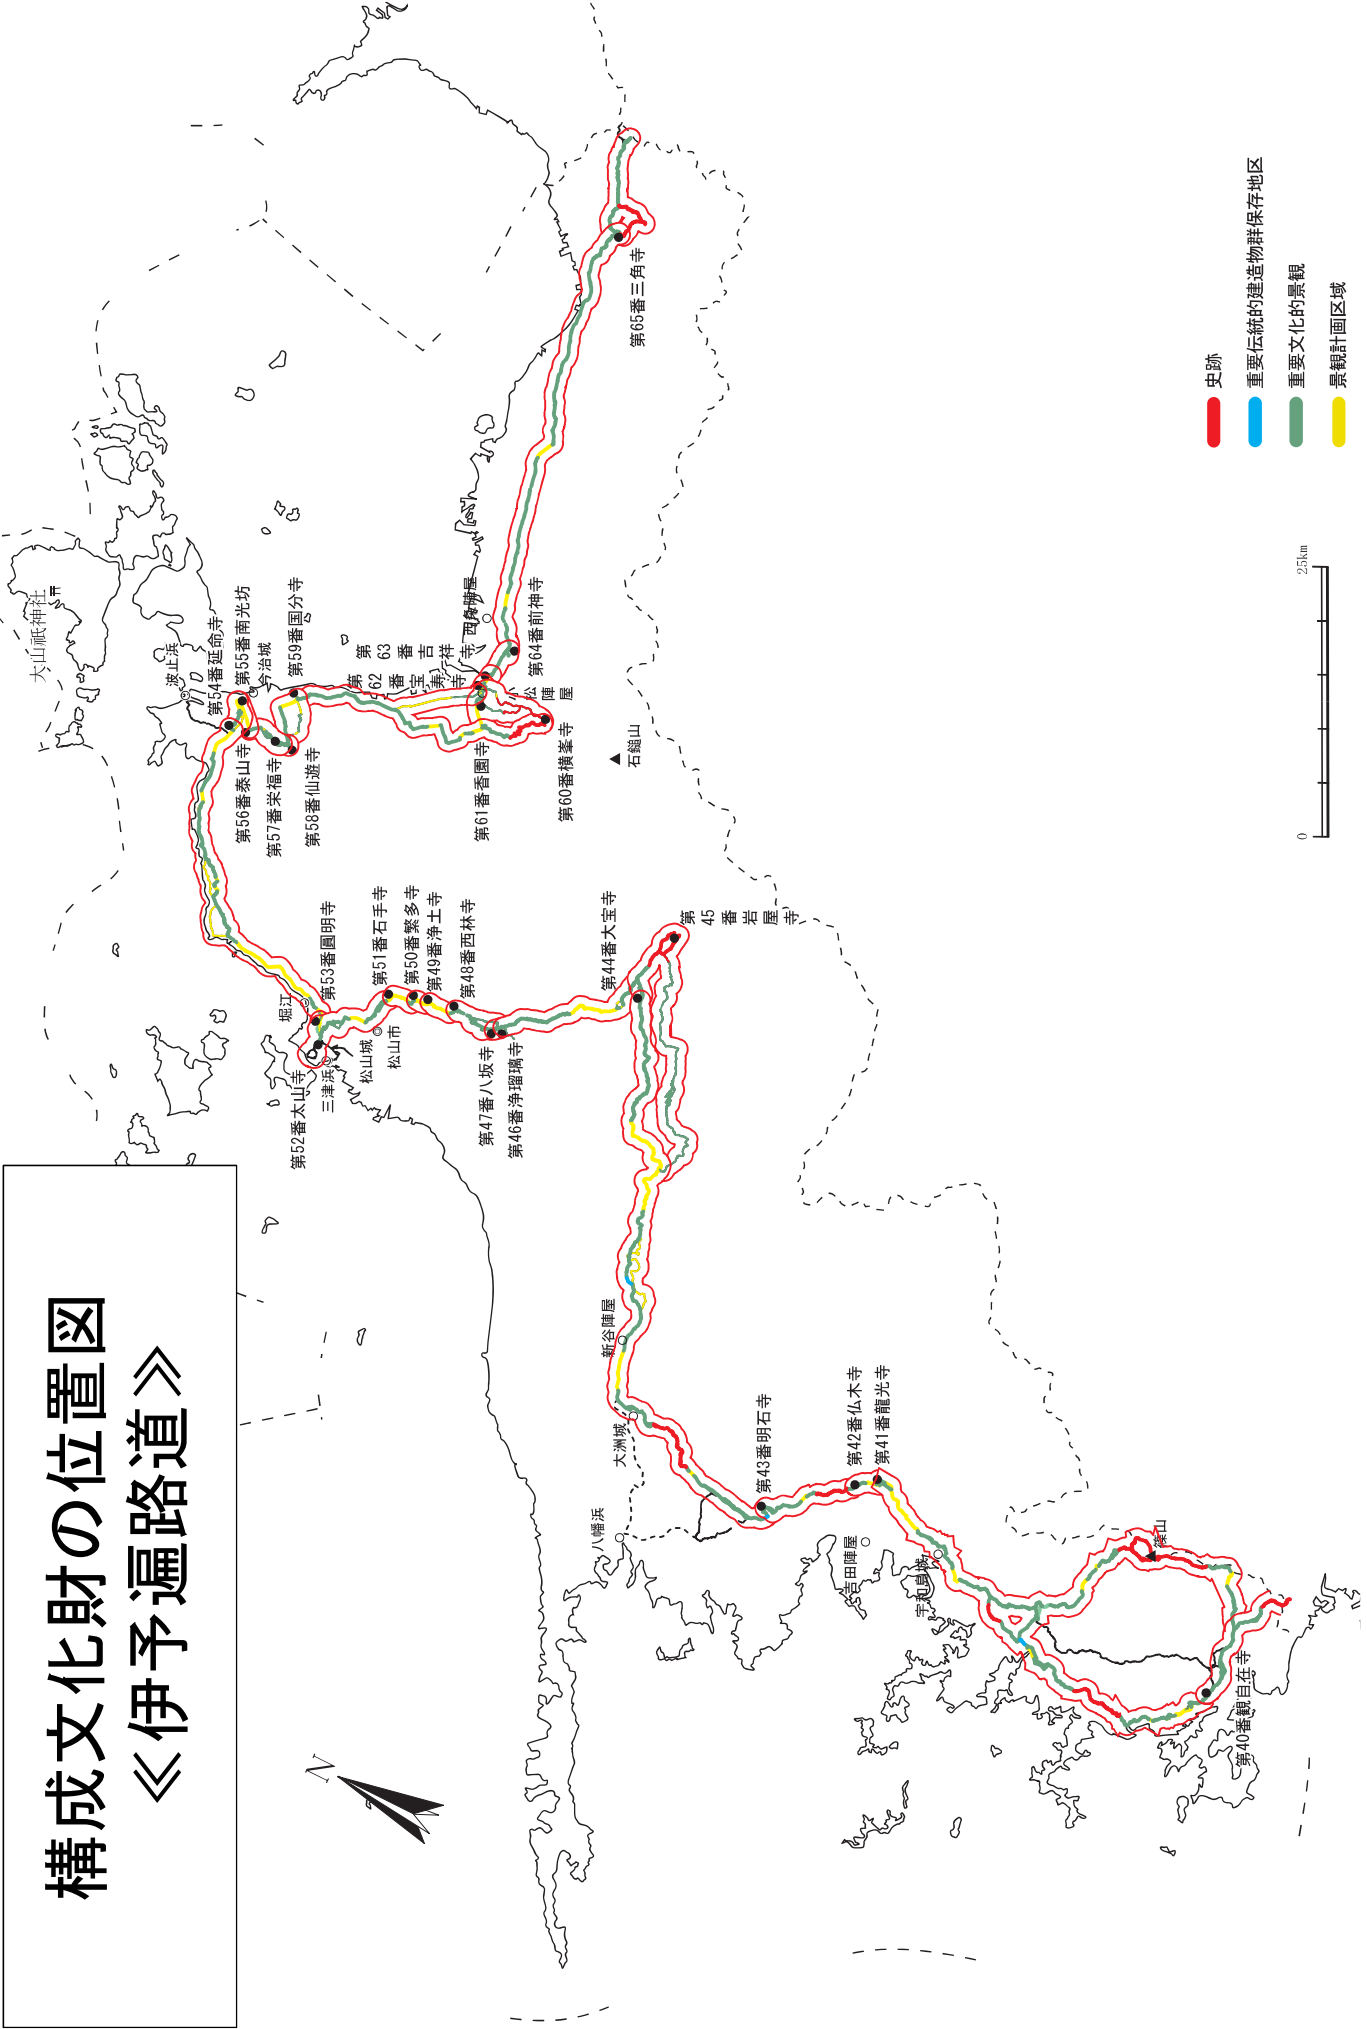 構成文化財の位置図
≪伊予遍路道≫
N
大山祇神社
波止浜
第54番延命寺
第55番南光坊
今治城
第59番国分寺
第56番泰山寺
第57番栄福寺
第58番仙遊寺
第63番吉祥寺
第62番宝寿寺
第64番前神寺
小松陣屋
第61番香園寺
第60番横峯寺
石鎚山
第65番三角寺
堀江
第53番圓明寺
第52番太山寺
三津浜
松山城
松山市
第51番石手寺
第50番繁多寺
第49番浄土寺
第48番西林寺
第47番八坂寺
第46番浄瑠璃寺
第44番大宝寺
第45番岩屋寺
新谷陣屋
大洲城
八幡浜
第43番明石寺
第42番仏木寺
第41番龍光寺
吉田陣屋
宇和島城
篠山
第40番観自在寺
史跡
重要伝統的建造物群保存地区
重要文化的景観
景観計画区域
0
25km